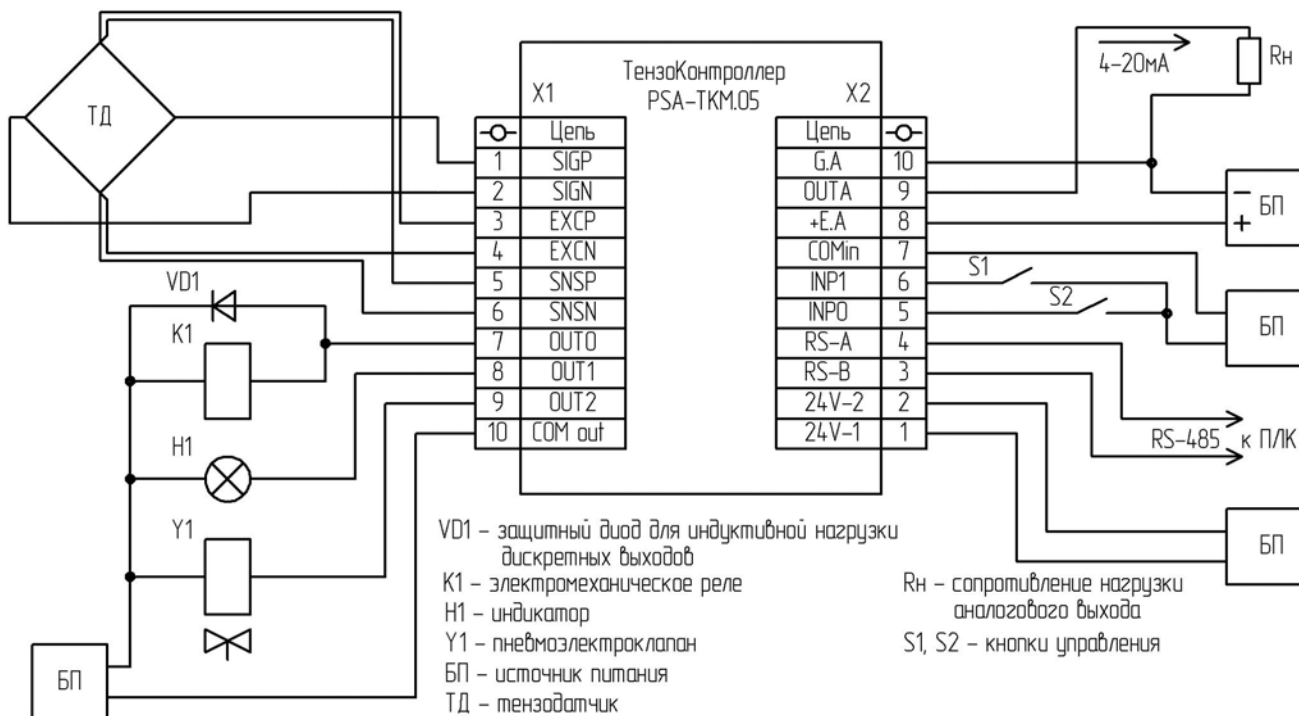 ТензоКонтроллер
PSA-ТКМ.05
X1
X2
Цепь
1 SIGP
2 SIGN
3 EXCP
4 EXCN
5 SNSP
6 SNSN
7 OUT0
8 OUT1
9 OUT2
10 COM out
Цепь
G.A 10
OUTA 9
+E.A 8
COMin 7
INP1 6
INP0 5
RS-A 4
RS-B 3
24V-2 2
24V-1 1
ТД
VD1
K1
H1
Y1
БП
4-20мА
Rн
- БП
+
S1
S2
БП
RS-485 к ПЛК
БП
VD1 - защитный диод для индуктивной нагрузки
дискретных выходов
K1 - электромеханическое реле
H1 - индикатор
Y1 - пневмоэлектроклапан
БП - источник питания
ТД - тензодатчик
Rн - сопротивление нагрузки
аналогового выхода
S1, S2 - кнопки управления